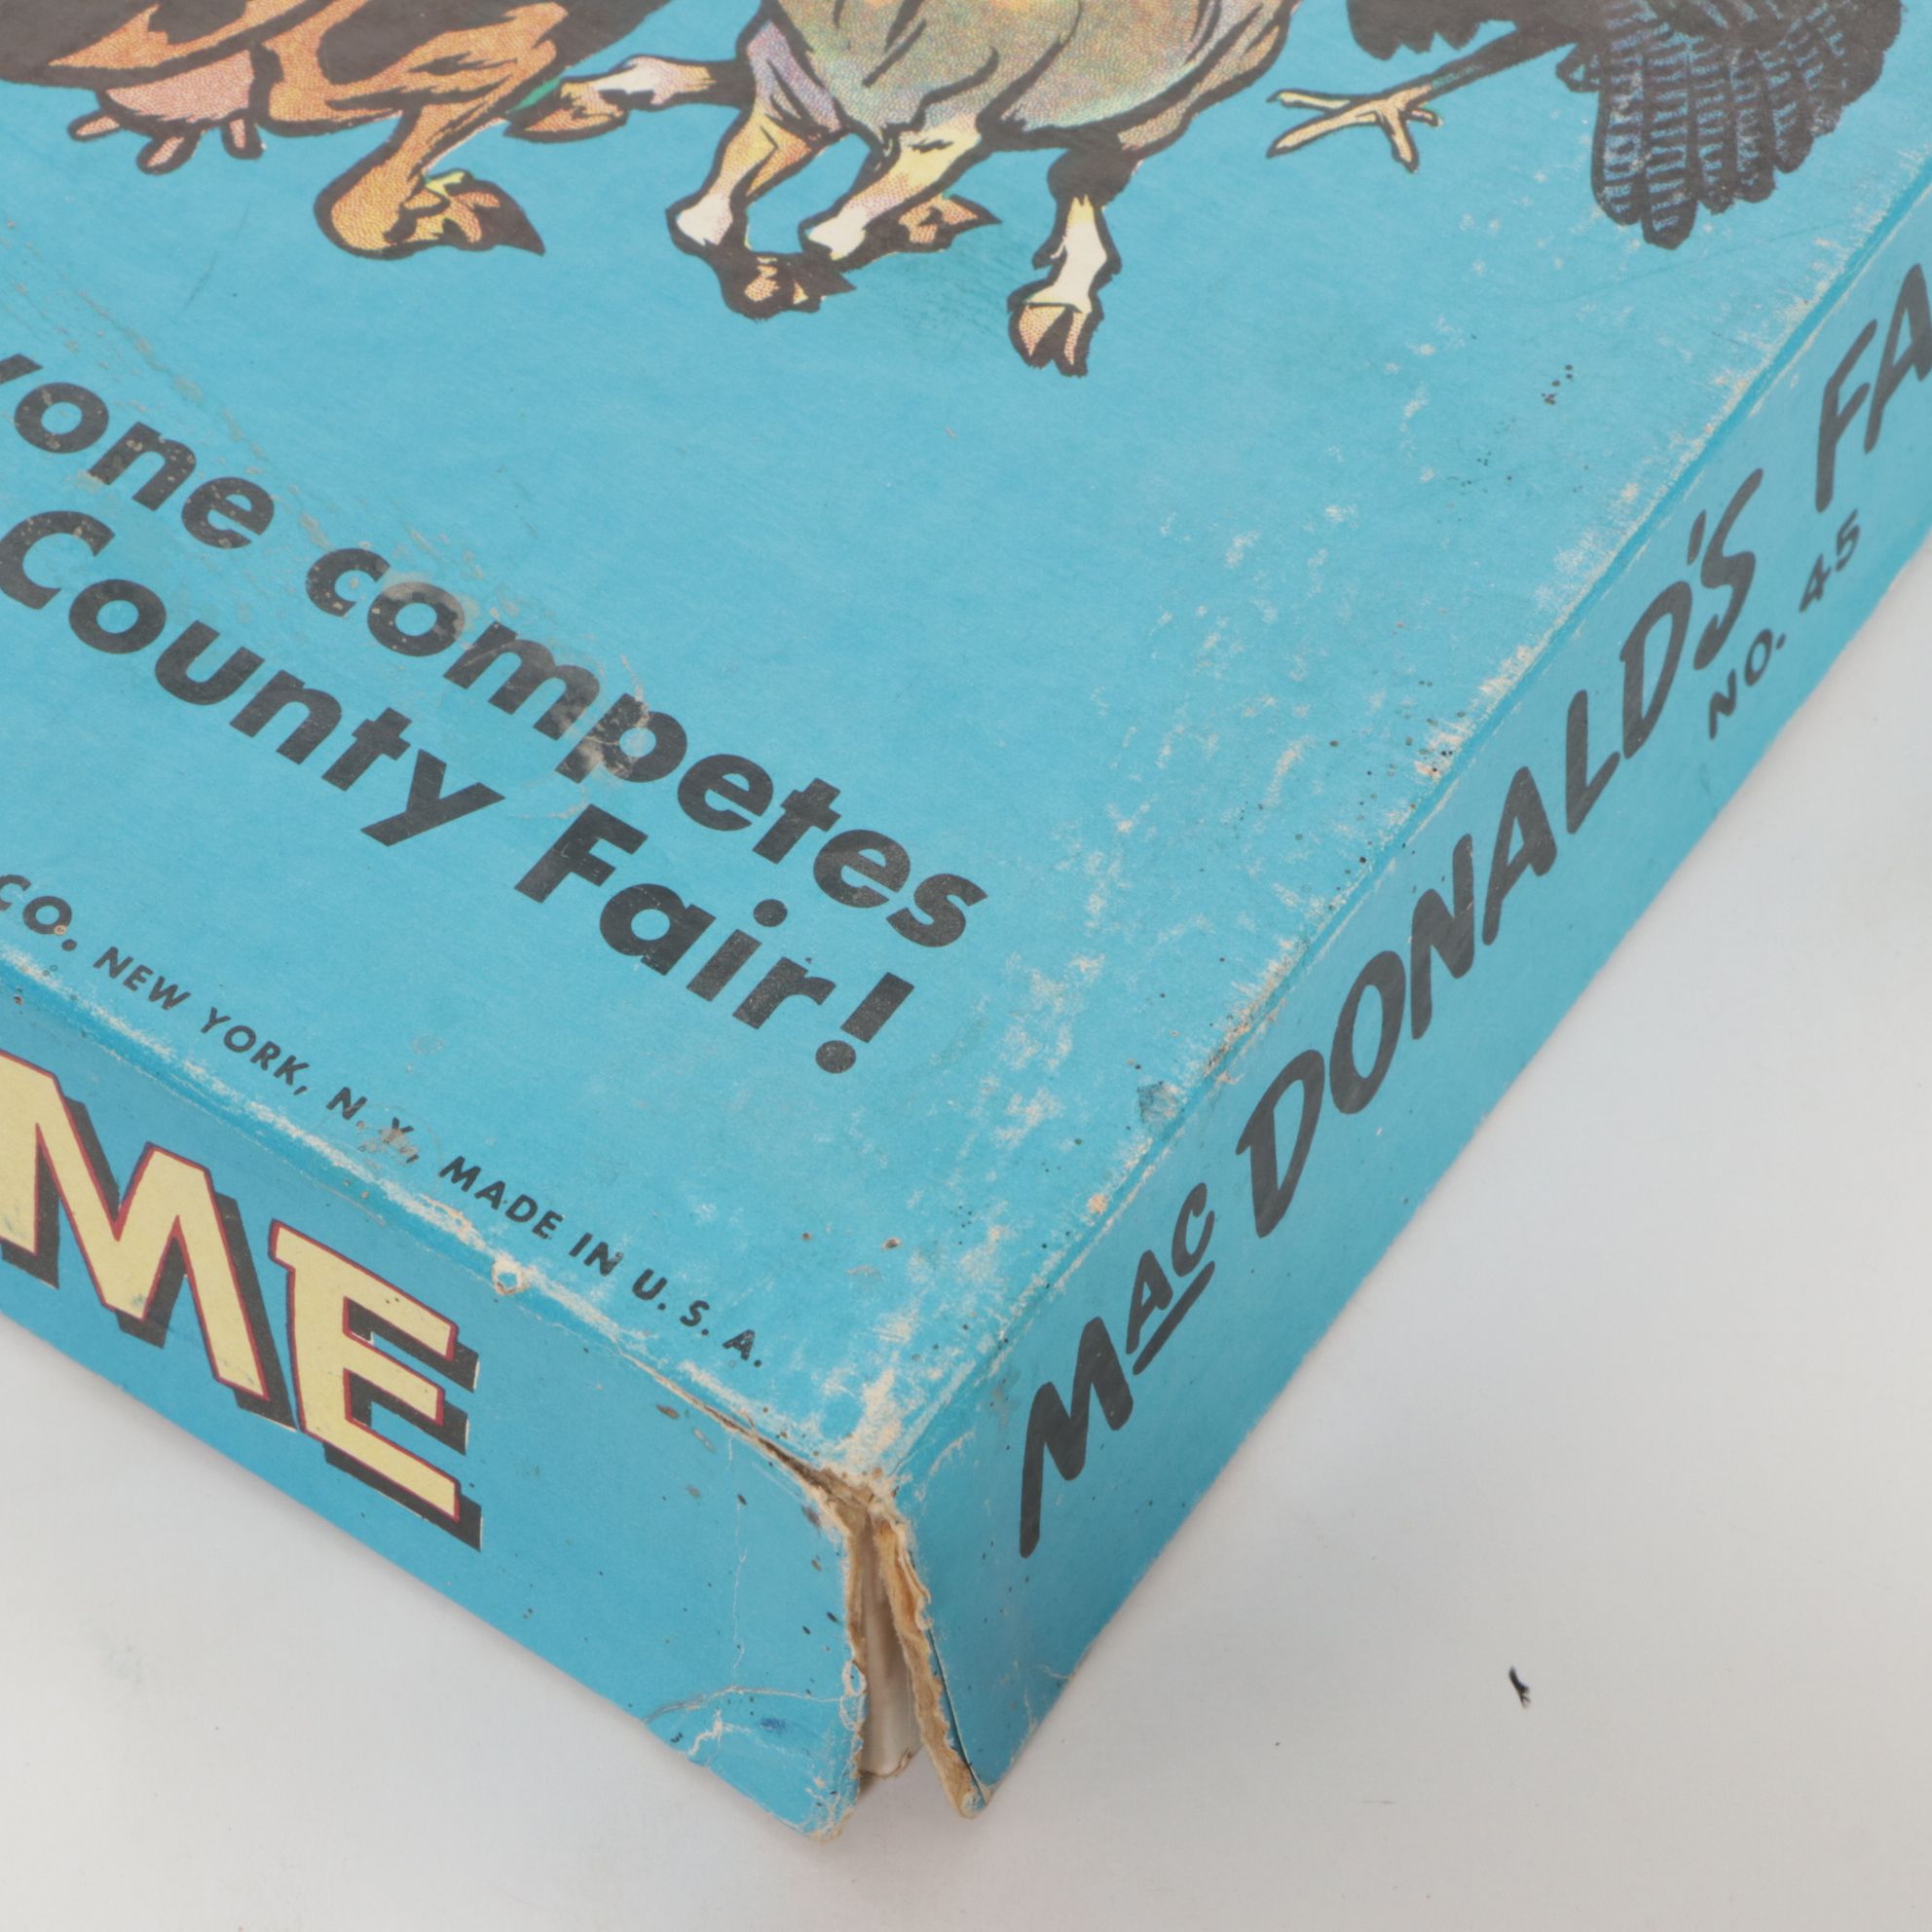 yone competes
County Fair!
CO. NEW YORK, N. Y. MADE IN U. S. A.
ME
MAC DONALD'S FA
NO. 45